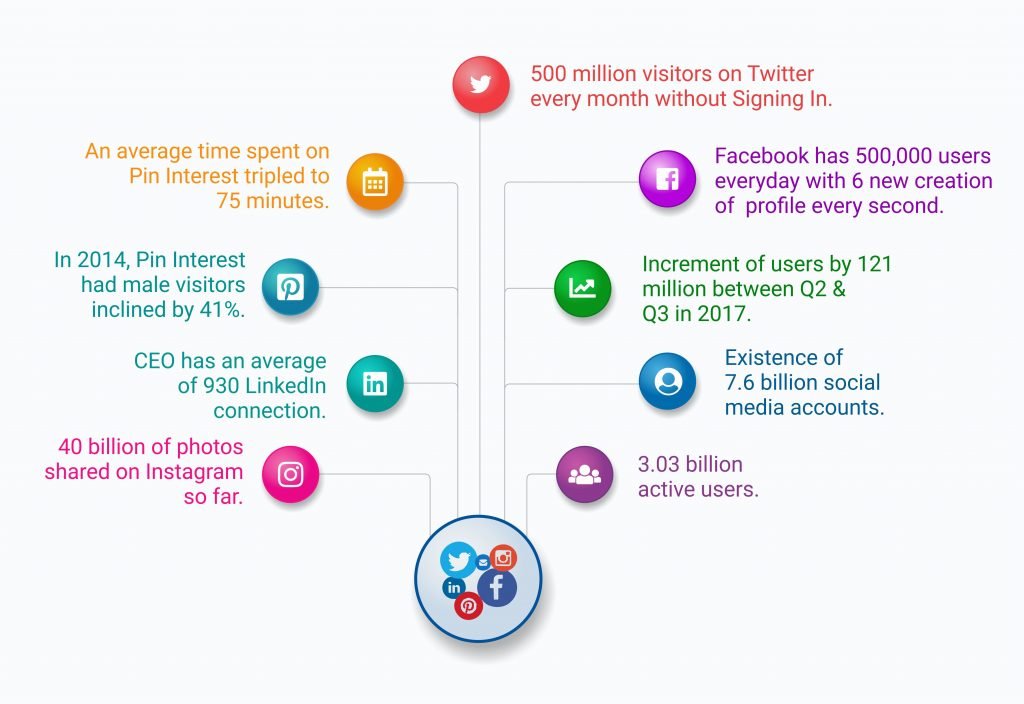 500 million visitors on Twitter
every month without Signing In.
An average time spent on
Pin Interest tripled to
75 minutes.
Facebook has 500,000 users
everyday with 6 new creation
of  profile every second.
In 2014, Pin Interest
had male visitors
inclined by 41%.
Increment of users by 121
million between Q2 &
Q3 in 2017.
CEO has an average
of 930 LinkedIn
connection.
Existence of
7.6 billion social
media accounts.
40 billion of photos
shared on Instagram
so far.
3.03 billion
active users.